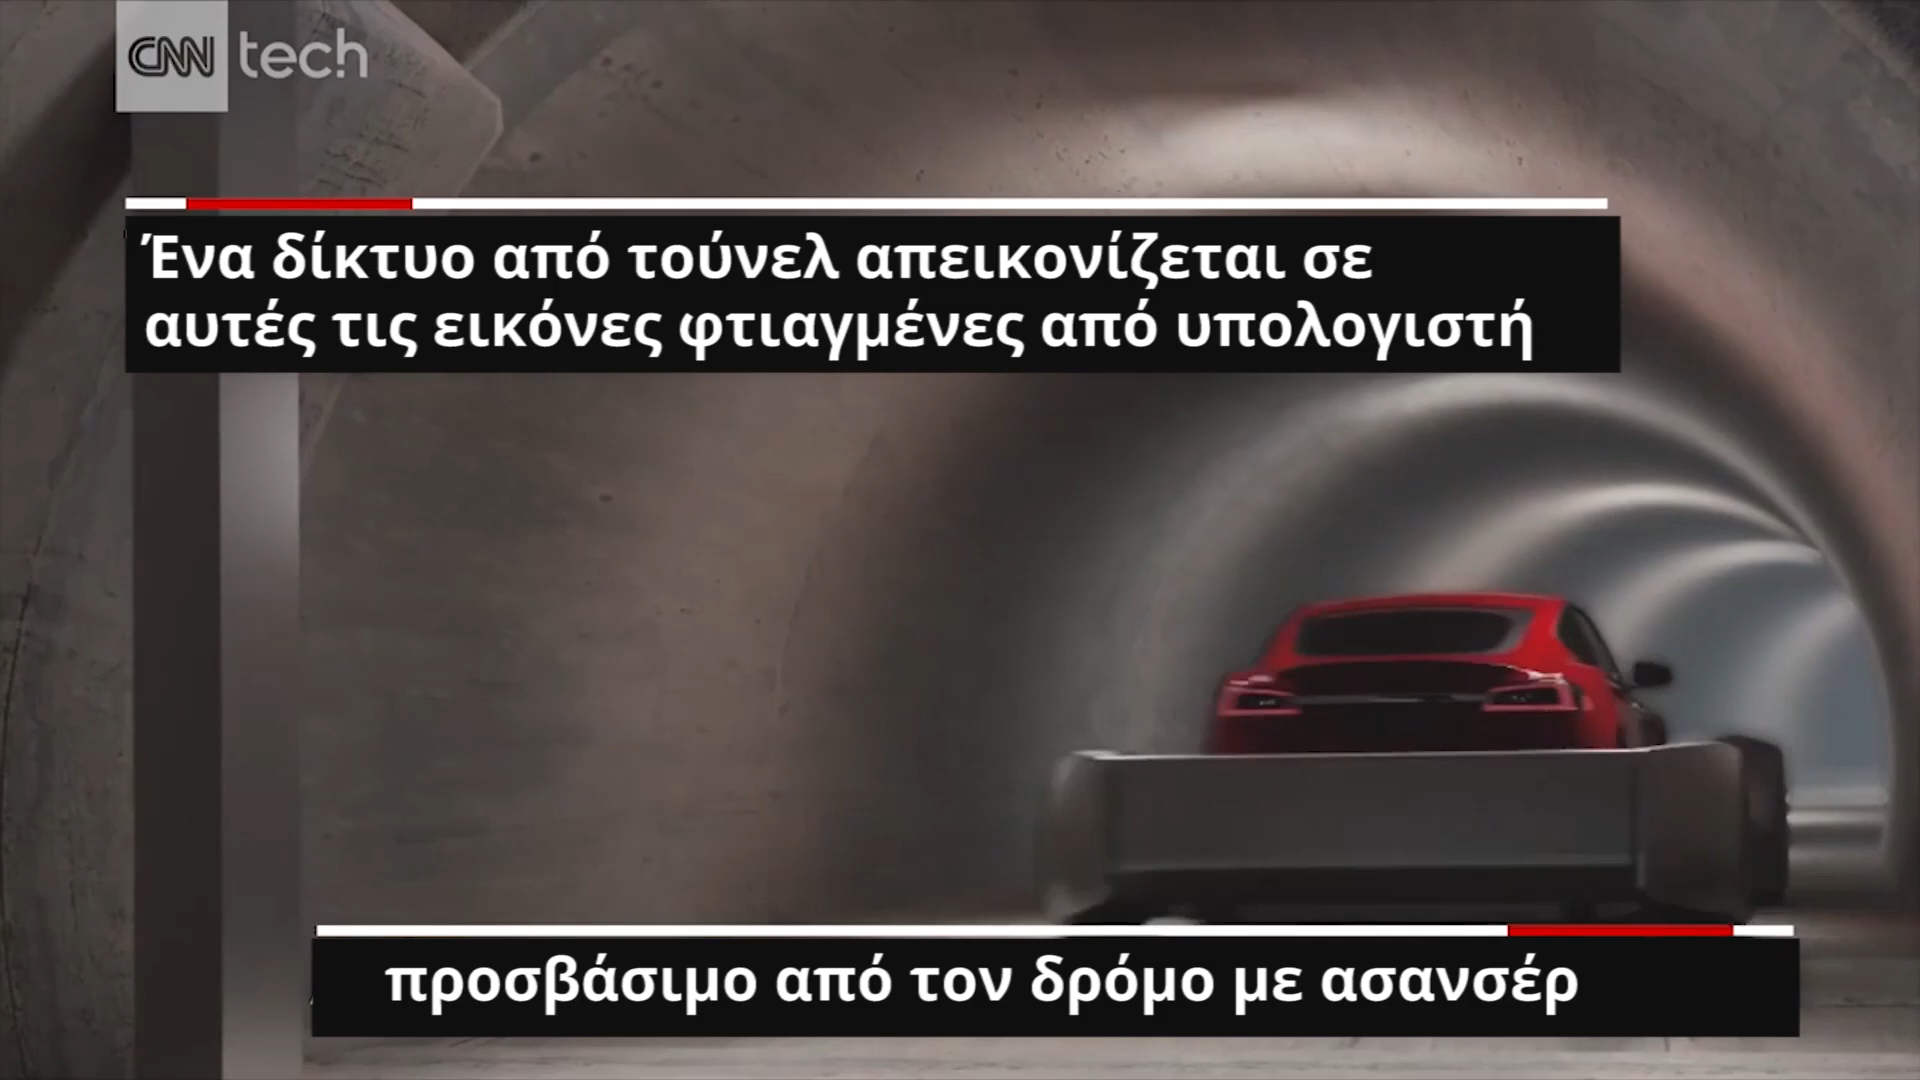 CNN tech
Ένα δίκτυο από τούνελ απεικονίζεται σε
αυτές τις εικόνες φτιαγμένες από υπολογιστή
προσβάσιμο από τον δρόμο με ασανσέρ